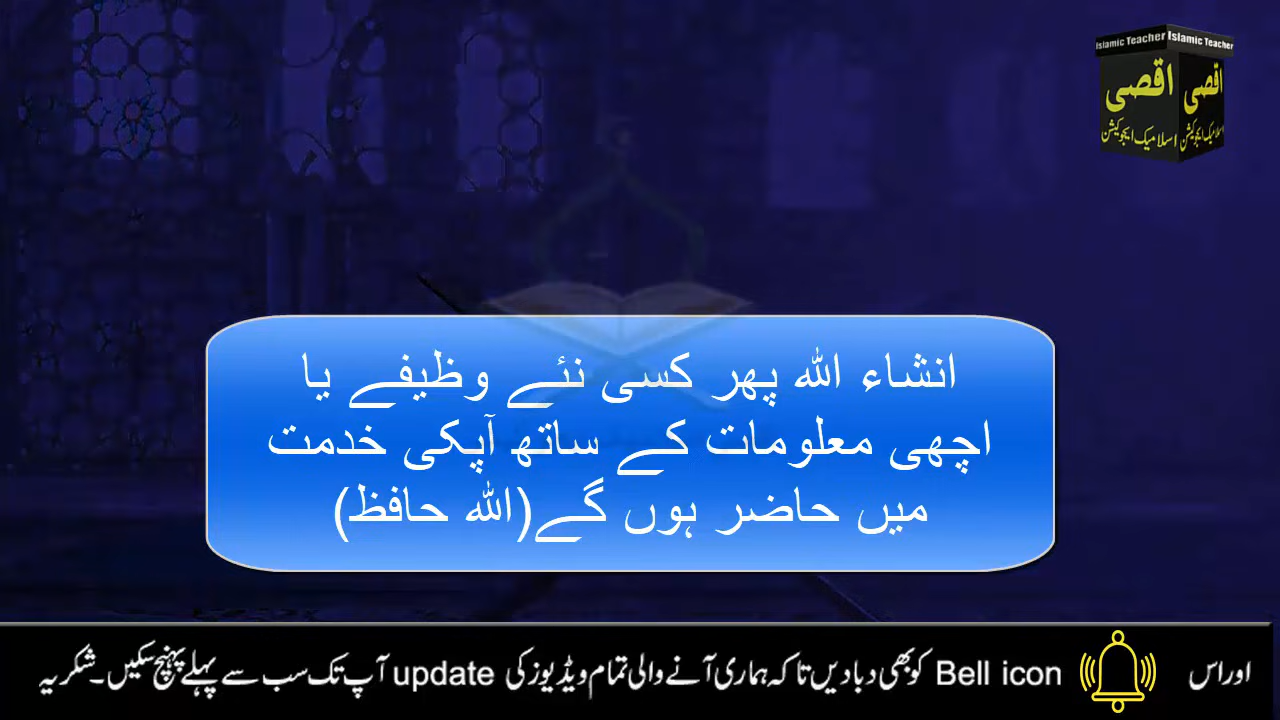 Islamic Teacher Islamic Teacher
اقصی اقصی
اسلامیک ایجوکیشن اسلامیک ایجوکیشن
انشاء اللہ پھر کسی نئے وظیفے یا
اچھی معلومات کے ساتھ آپکی خدمت
میں حاضر ہوں گے(اللہ حافظ)
اور اس Bell icon کو بھی دبا دیں تا کہ ہماری آنے والی تمام ویڈیوز کی update آپ تک سب سے پہلے پہنچ سکیں۔شکریہ